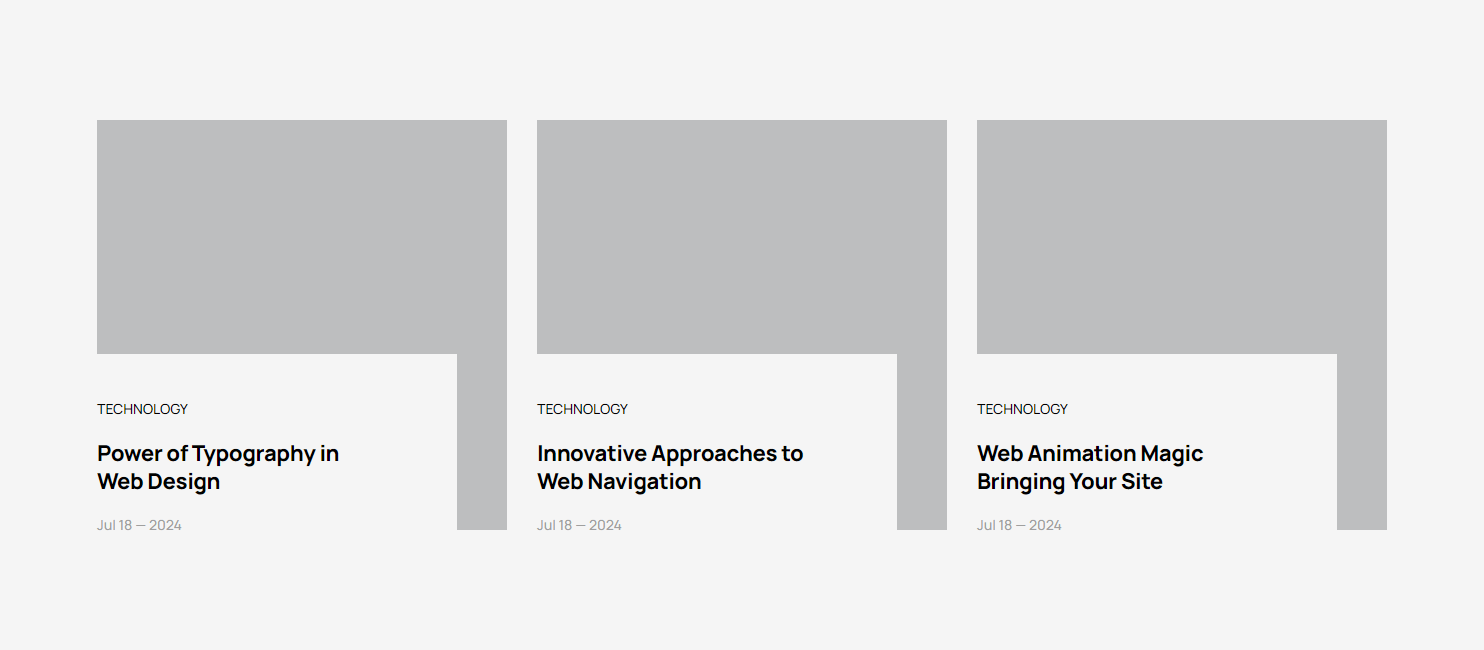 TECHNOLOGY
Power of Typography in
Web Design
Jul 18 — 2024
TECHNOLOGY
Innovative Approaches to
Web Navigation
Jul 18 — 2024
TECHNOLOGY
Web Animation Magic
Bringing Your Site
Jul 18 — 2024